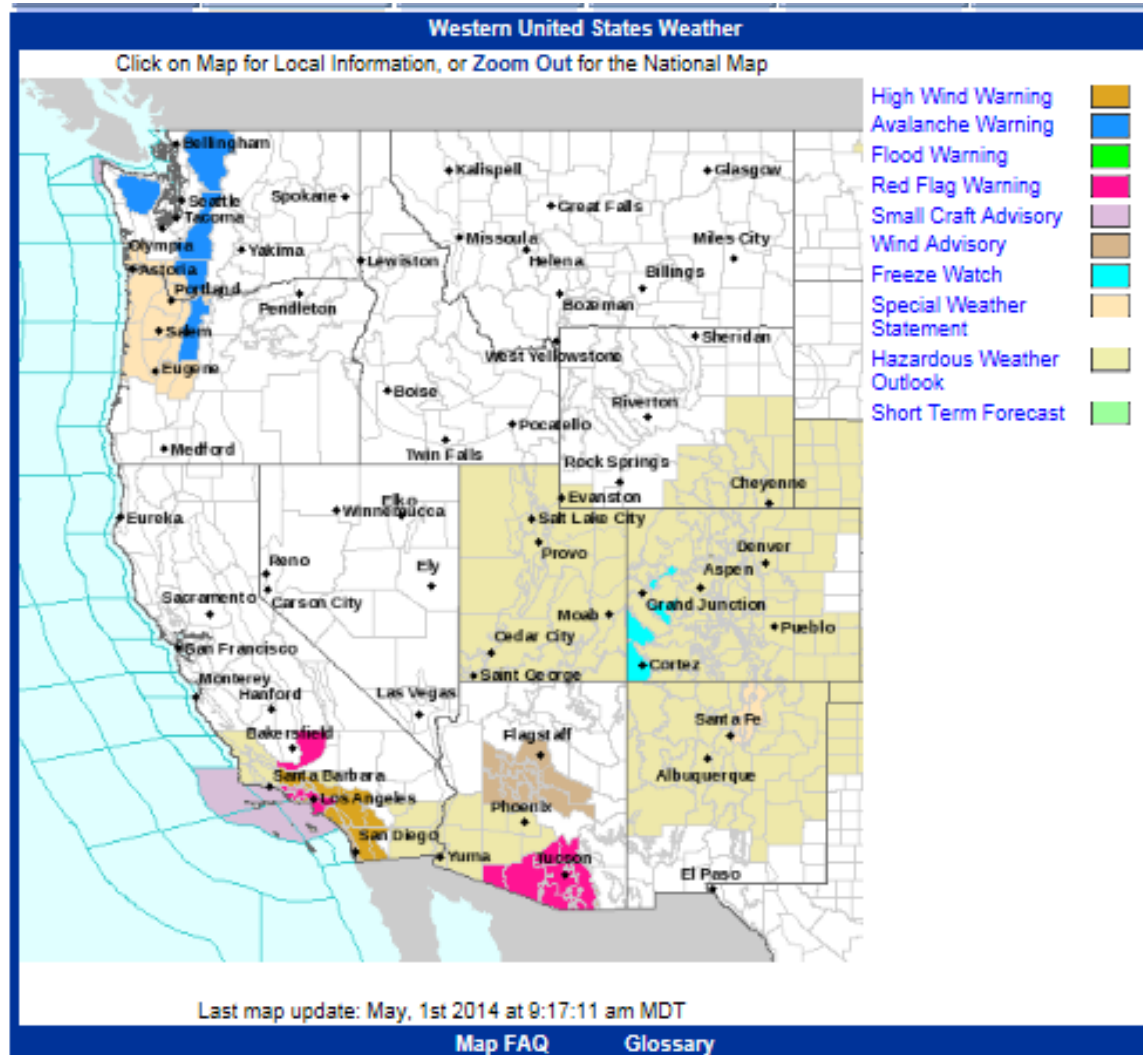 Western United States Weather
Click on Map for Local Information, or Zoom Out for the National Map
High Wind Warning
Avalanche Warning
Flood Warning
Red Flag Warning
Small Craft Advisory
Wind Advisory
Freeze Watch
Special Weather
Statement
Hazardous Weather
Outlook
Short Term Forecast
Bellingham
Kalispell
Glasgow
Seattle
Spokane
Great Falls
Tacoma
Olympia
Yakima
Missoula
Miles City
Astoria
Lewiston
Helena
Billings
Portland
Pendleton
Bozeman
Salem
Sheridan
West Yellowstone
Eugene
Boise
Riverton
Pocatello
Medford
Twin Falls
Rock Springs
Cheyenne
Evanston
Elko
Winnemucca
Eureka
Salt Lake City
Provo
Denver
Reno
Ely
Aspen
Sacramento
Carson City
Grand Junction
Moab
Pueblo
Cedar City
San Francisco
Cortez
Saint George
Monterey
Las Vegas
Hanford
Santa Fe
Bakersfield
Flagstaff
Albuquerque
Santa Barbara
Los Angeles
Phoenix
San Diego
Yuma
Tucson
El Paso
Last map update: May, 1st 2014 at 9:17:11 am MDT
Map FAQ Glossary